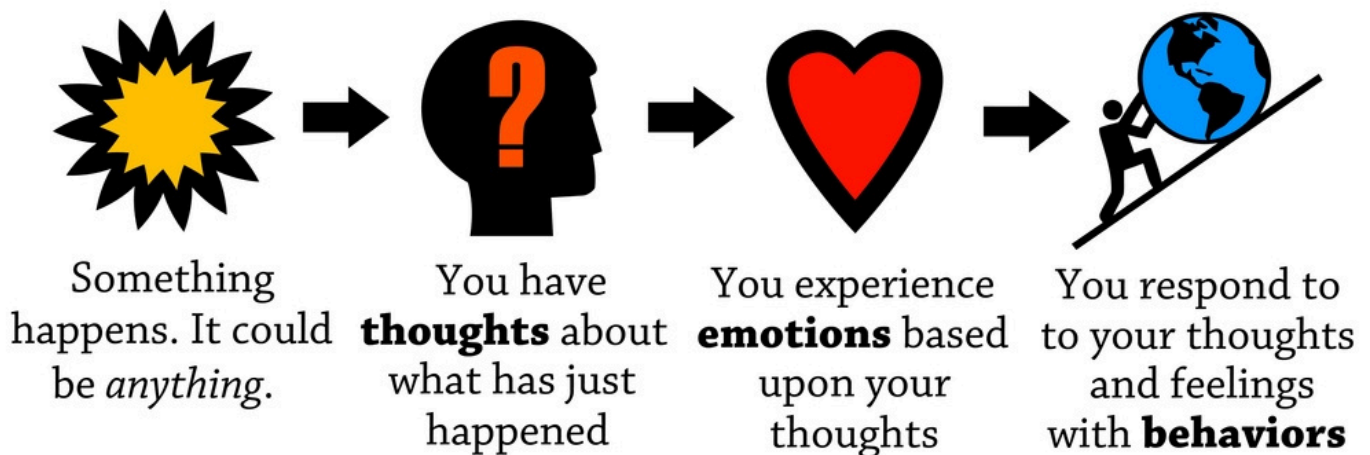 Something
happens. It could
be anything.
You have
thoughts about
what has just
happened
You experience
emotions based
upon your
thoughts
You respond to
to your thoughts
and feelings
with behaviors
?